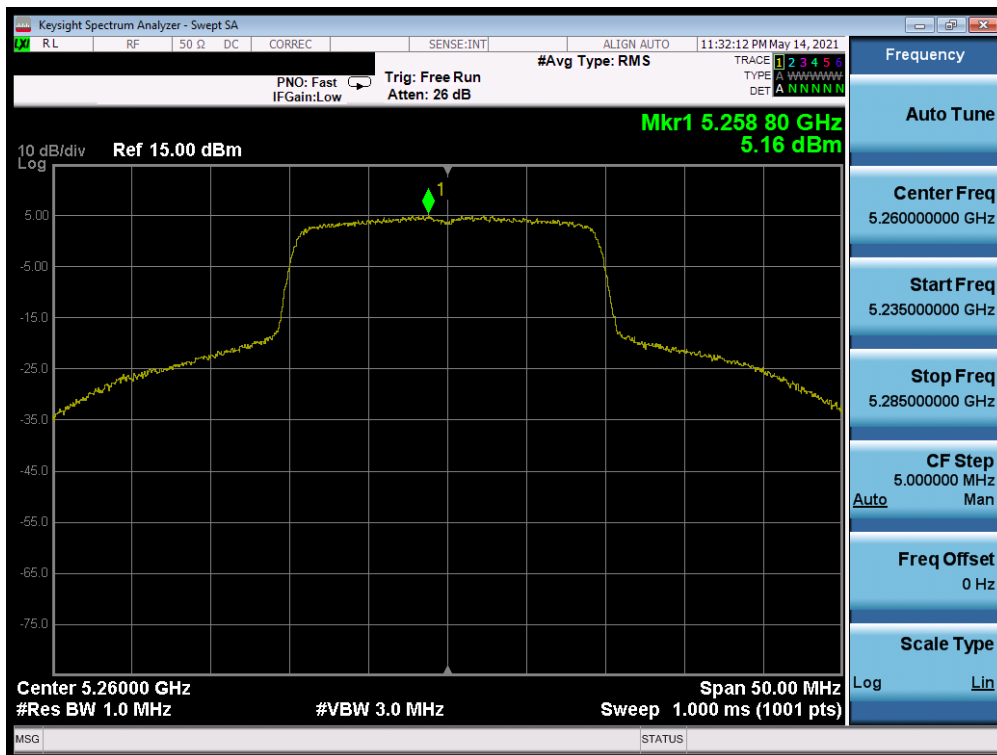 Keysight Spectrum Analyzer - Swept SA
LXI RL RF 50 Ω DC CORREC SENSE:INT ALIGN AUTO 11:32:12 PM May 14, 2021
#Avg Type: RMS TRACE 1 2 3 4 5 6
PNO: Fast Trig: Free Run TYPE A WWWWW
IFGain:Low Atten: 26 dB DET A N N N N N
Mkr1 5.258 80 GHz
5.16 dBm
10 dB/div Ref 15.00 dBm
Log
1
5.00
-5.00
-15.0
-25.0
-35.0
-45.0
-55.0
-65.0
-75.0
Center 5.26000 GHz Span 50.00 MHz
#Res BW 1.0 MHz #VBW 3.0 MHz Sweep 1.000 ms (1001 pts)
MSG STATUS
Frequency
Auto Tune
Center Freq
5.260000000 GHz
Start Freq
5.235000000 GHz
Stop Freq
5.285000000 GHz
CF Step
5.000000 MHz
Auto Man
Freq Offset
0 Hz
Scale Type
Log Lin